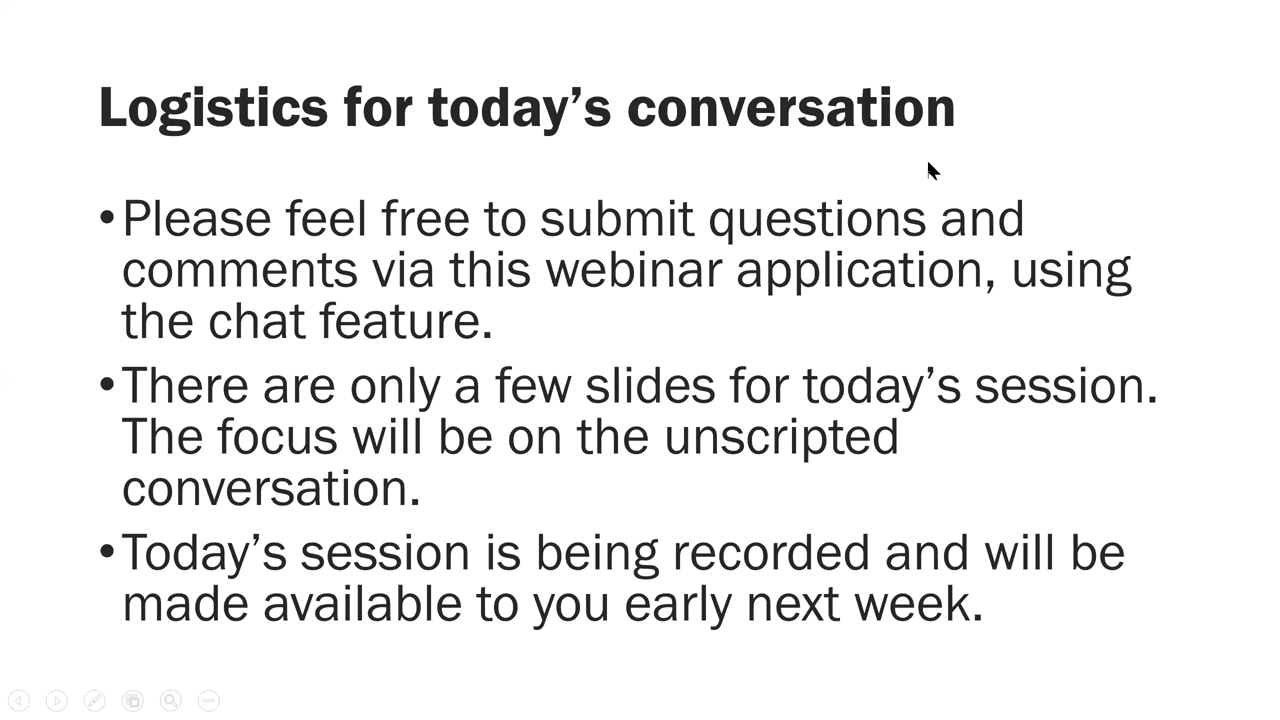 Logistics for today’s conversation
•Please feel free to submit questions and
comments via this webinar application, using
the chat feature.
•There are only a few slides for today’s session.
The focus will be on the unscripted
conversation.
•Today’s session is being recorded and will be
made available to you early next week.